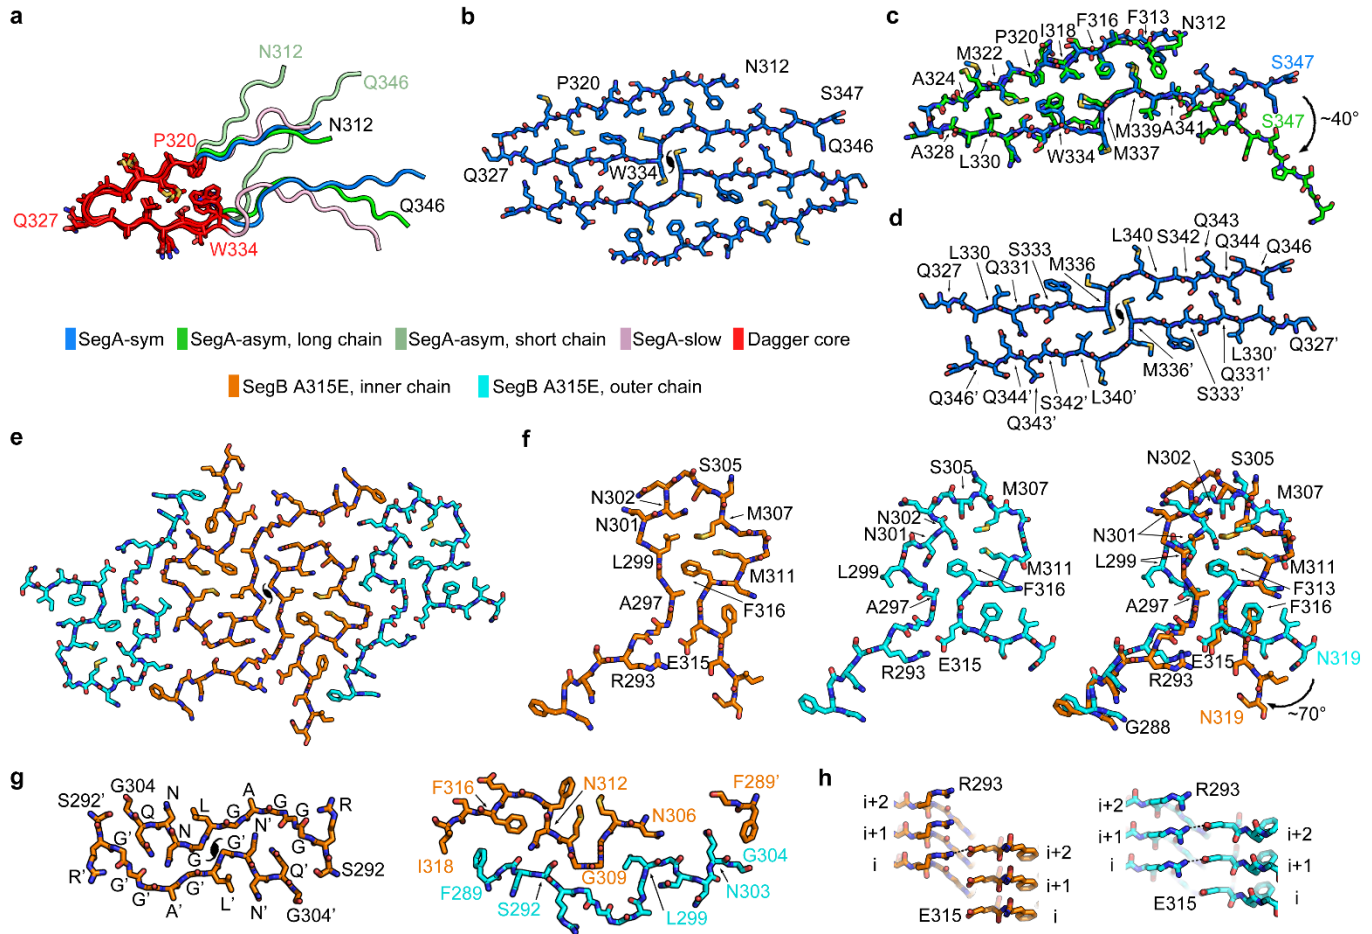 a
N312
Q346
P320
N312
Q327
Q346
W334
b
P320
N312
S347
Q346
Q327
W334
c
F313
F316
N312
I318
P320
M322
S347
A324
~40°
S347
M339
A341
A328
L330
W334
M337
d
Q343
L340 S342
Q344
S333
Q346
L330
M336
Q327
Q331
Q327'
L330'
M336'
Q331'
Q346'
Q344'
S342'
L340'
S333'
Q343'
SegA-sym
SegA-asym, long chain
SegA-asym, short chain
SegA-slow
Dagger core
SegB A315E, inner chain
SegB A315E, outer chain
e
f
S305
N302
M307
N301
L299
M311
A297
F316
E315
R293
S305
M307
N302
N301
M311
L299
F316
A297
E315
R293
N302
S305
M307
N301
L299
M311
F313
A297
F316
E315
N319
R293
~70°
N319
G288
g
G304
A
N
L
G
G
R
S292'
Q
G
N
N'
G'
G
G'
S292
R'
G'
G'
Q'
A'
L'
N'
G304'
F316
N312
F289'
N306
I318
G304
F289
G309
N303
S292
L299
h
R293
i+2
i+1
i
i+2
i+1
E315
i
R293
i+2
i+1
i+2
i
i+1
E315
i